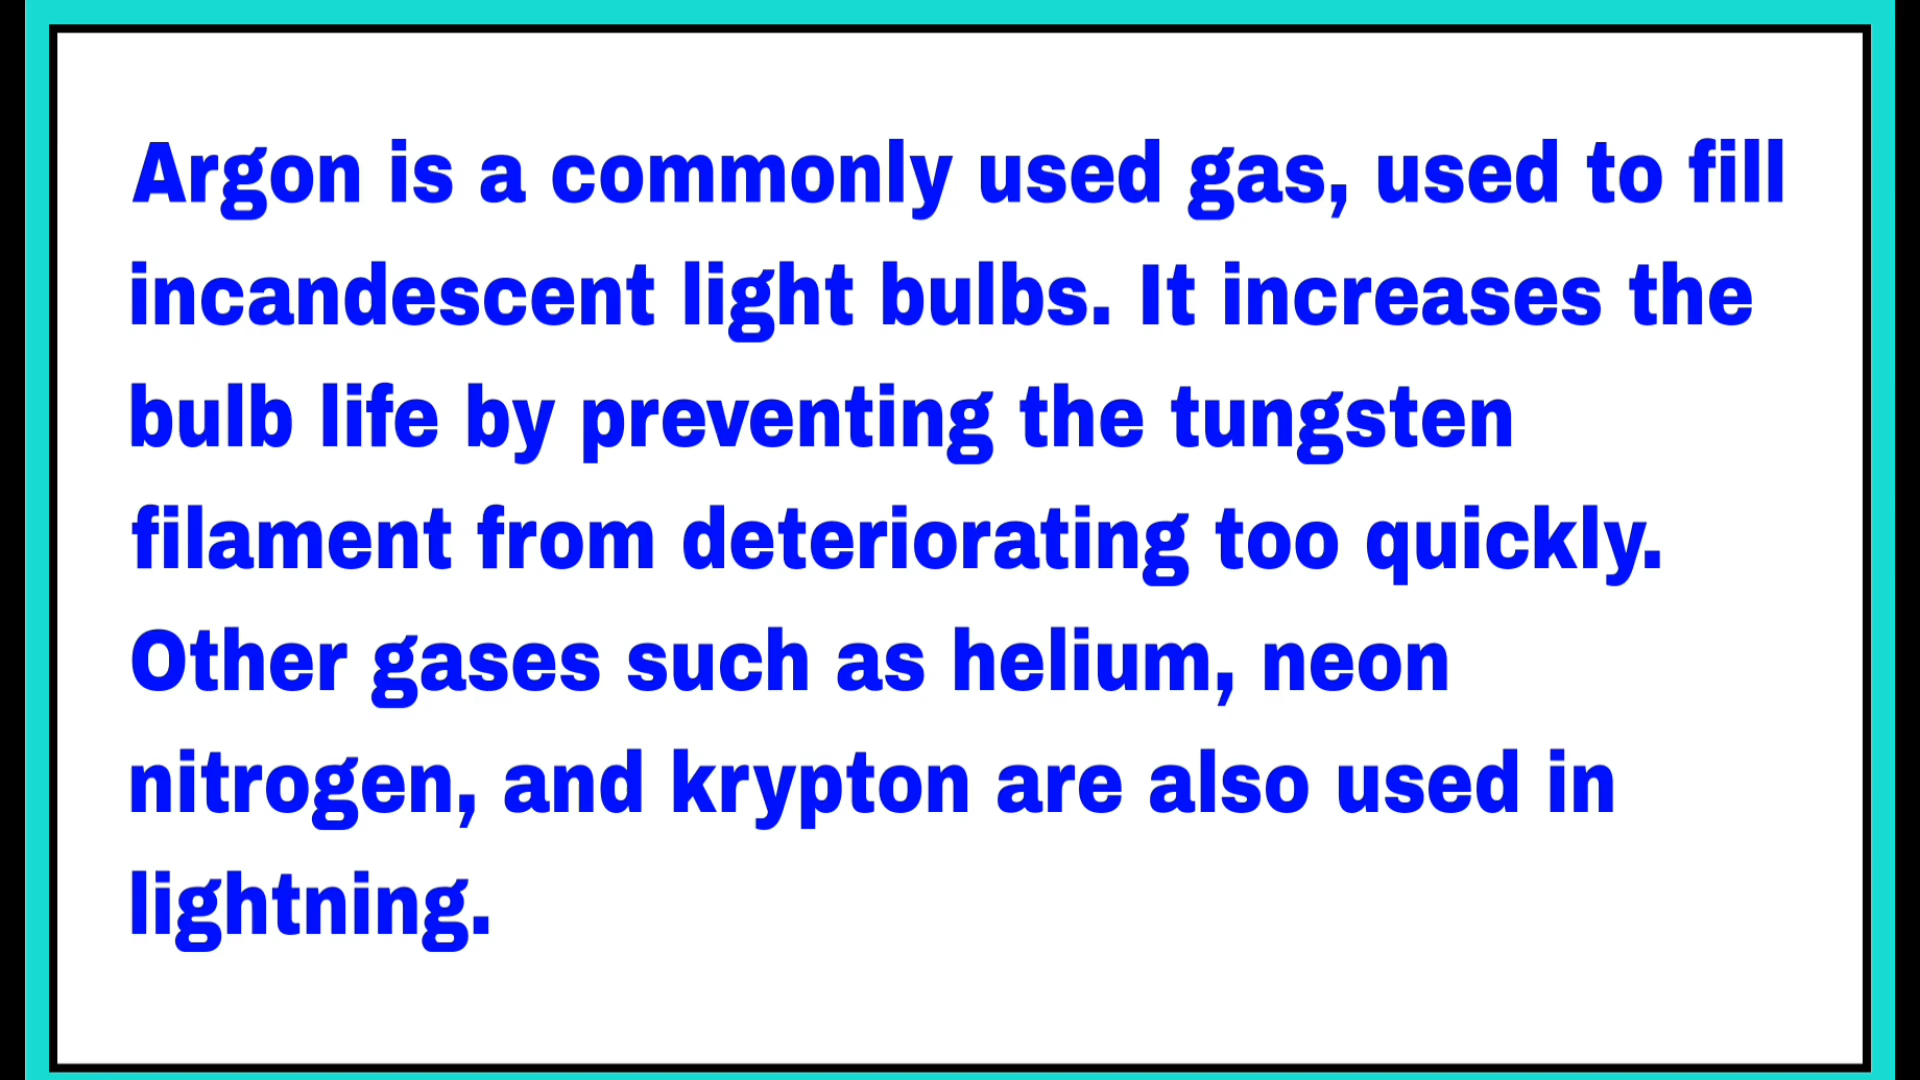 Argon is a commonly used gas, used to fill
incandescent light bulbs. It increases the
bulb life by preventing the tungsten
filament from deteriorating too quickly.
Other gases such as helium, neon
nitrogen, and krypton are also used in
lightning.